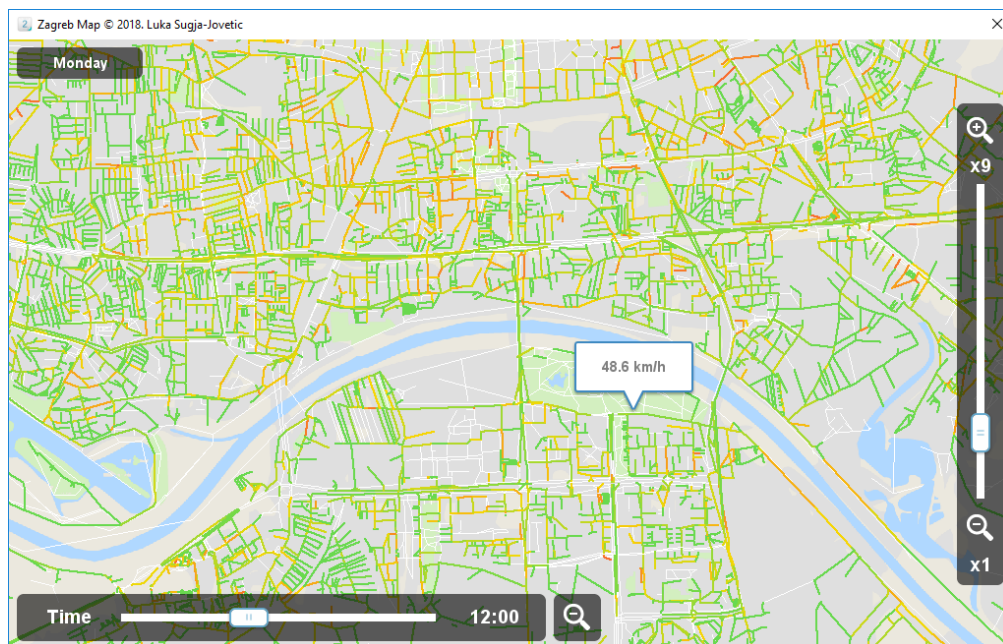 Zagreb Map © 2018. Luka Sugja-Jovetic
Monday
x9
48.6 km/h
x1
Time 12:00